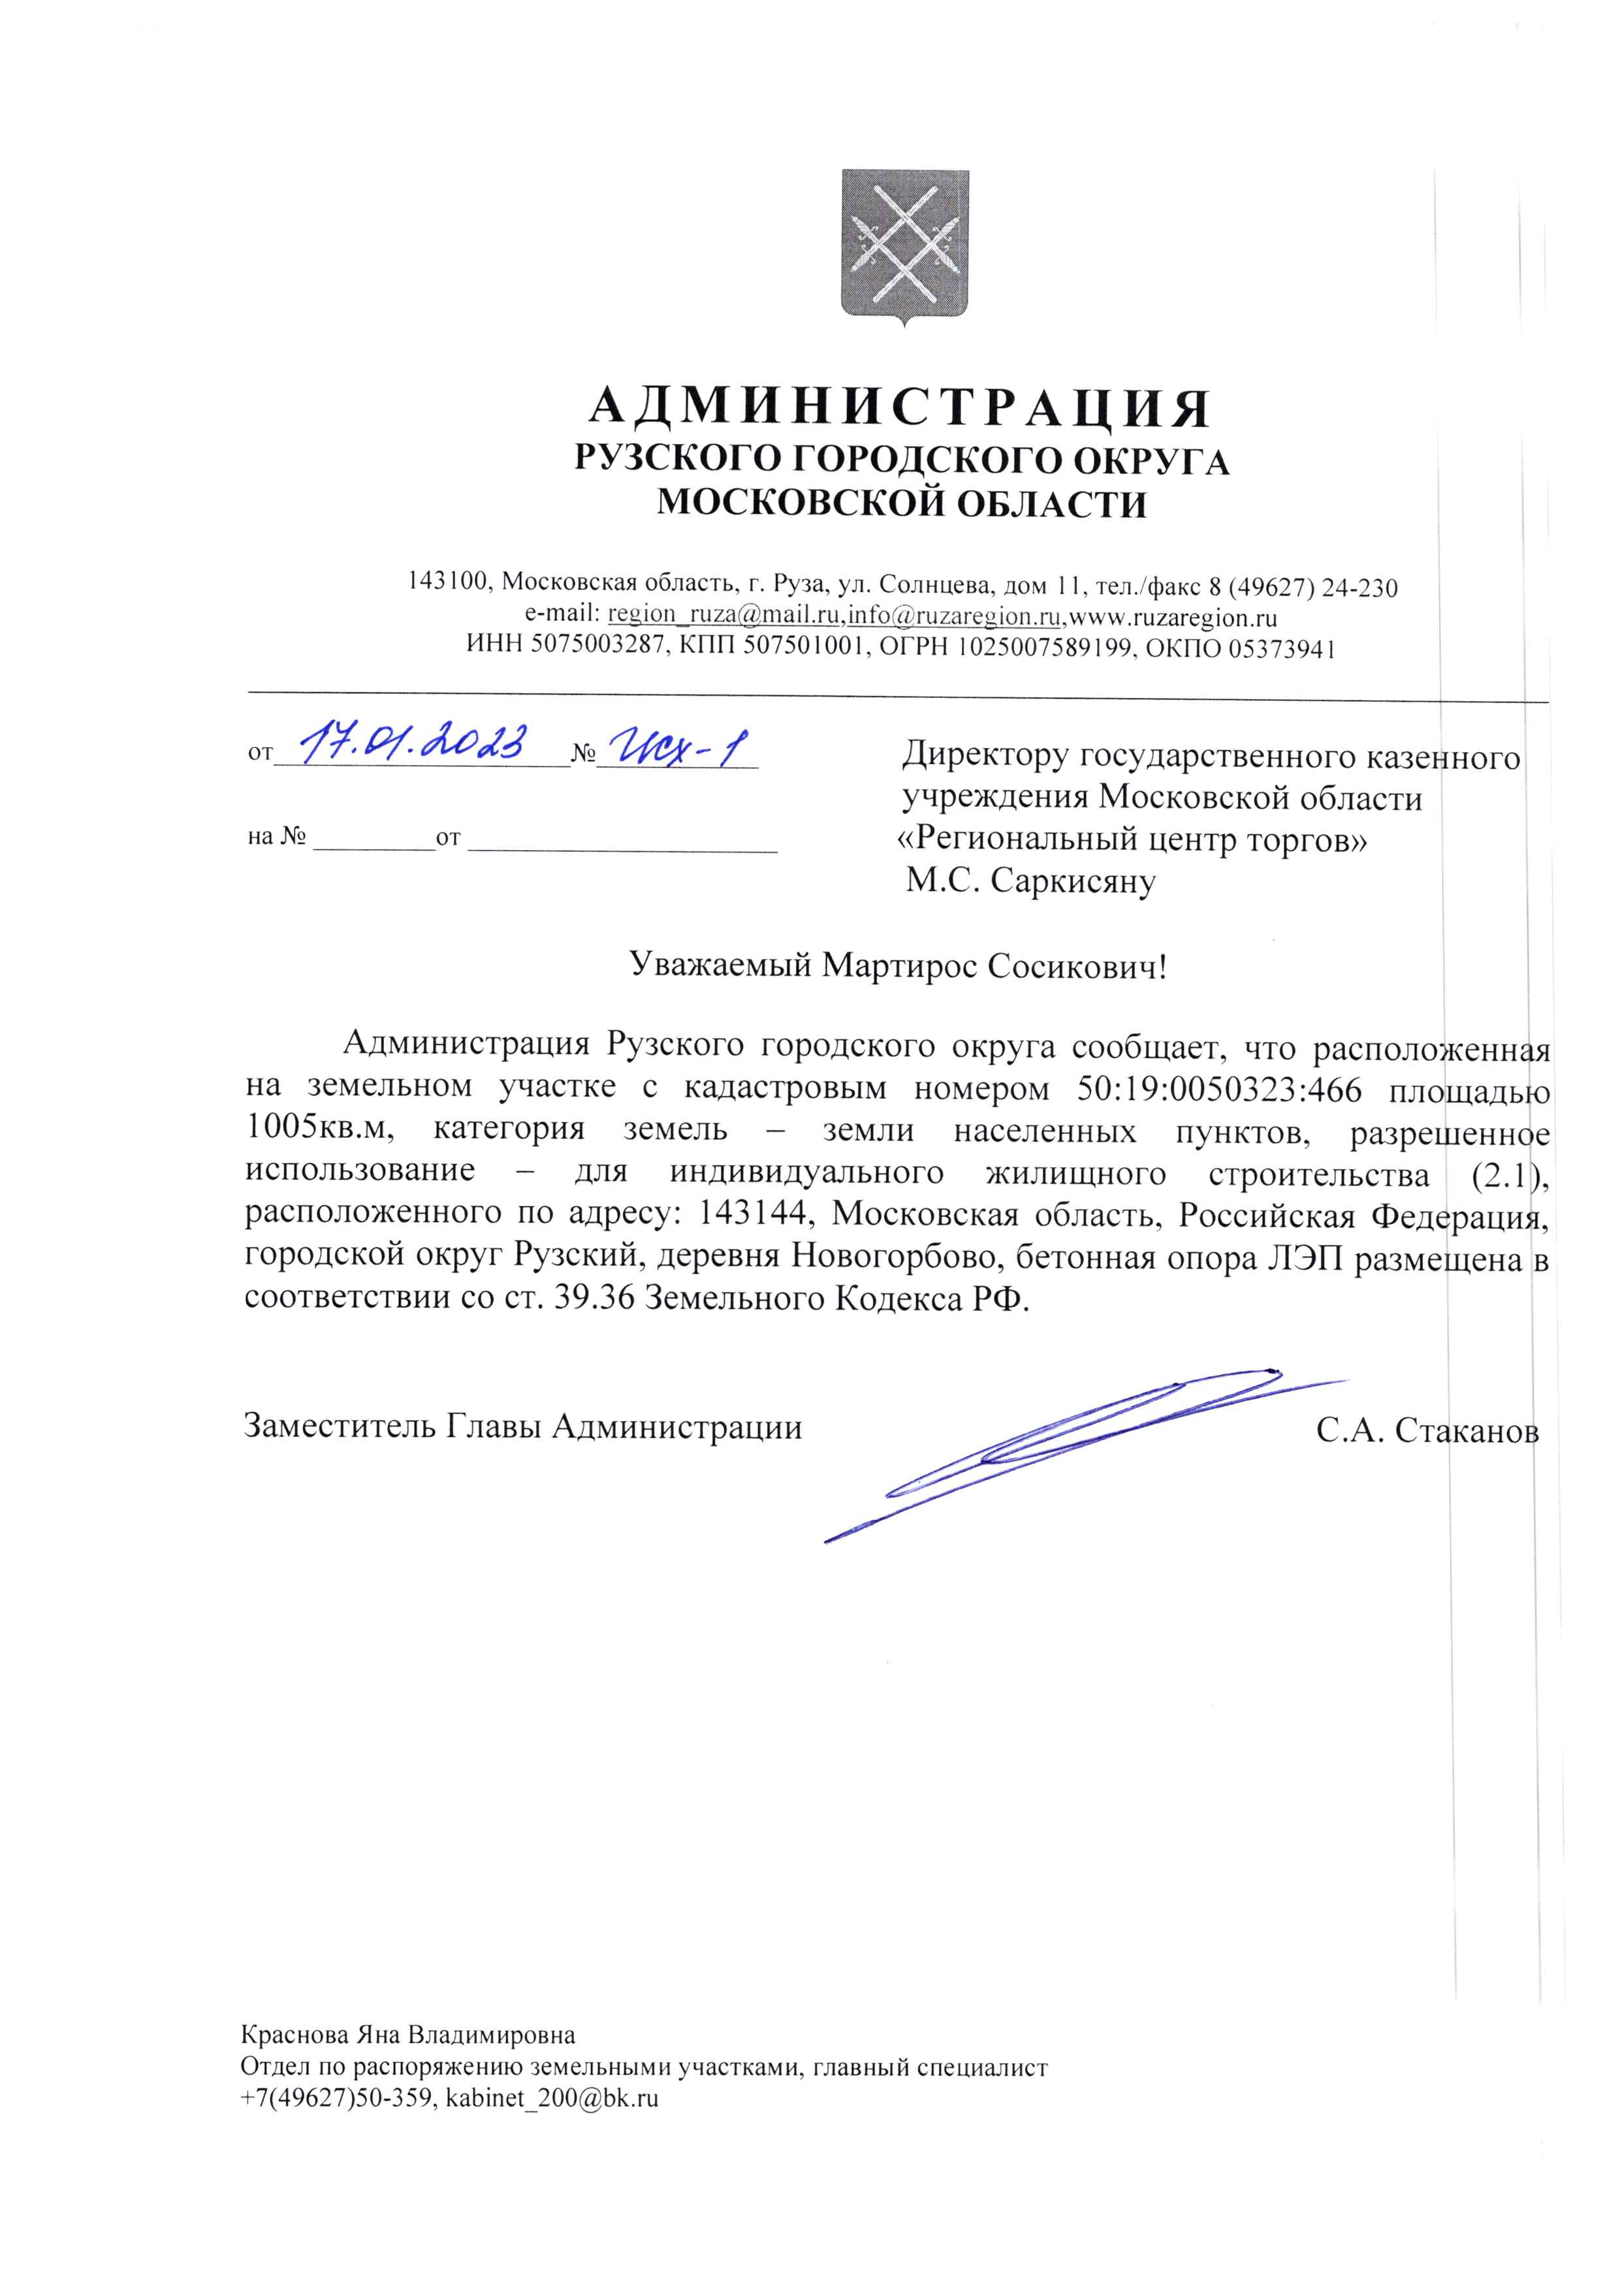 АДМИНИСТРАЦИЯ
РУЗСКОГО ГОРОДСКОГО ОКРУГА
МОСКОВСКОЙ ОБЛАСТИ
143100, Московская область, г. Руза, ул. Солнцева, дом 11, тел./факс 8 (49627) 24-230
e-mail: region_ruza@mail.ru,info@ruzaregion.ru,www.ruzaregion.ru
ИНН 5075003287, КПП 507501001, ОГРН 1025007589199, ОКПО 05373941
от 17.01.2023 № Исх-1
на № _________от _______________________
Директору государственного казенного
учреждения Московской области
«Региональный центр торгов»
М.С. Саркисяну
Уважаемый Мартирос Сосикович!
Администрация Рузского городского округа сообщает, что расположенная
на земельном участке с кадастровым номером 50:19:0050323:466 площадью
1005кв.м, категория земель – земли населенных пунктов, разрешенное
использование – для индивидуального жилищного строительства (2.1),
расположенного по адресу: 143144, Московская область, Российская Федерация,
городской округ Рузский, деревня Новогорбово, бетонная опора ЛЭП размещена в
соответствии со ст. 39.36 Земельного Кодекса РФ.
Заместитель Главы Администрации С.А. Стаканов
Краснова Яна Владимировна
Отдел по распоряжению земельными участками, главный специалист
+7(49627)50-359, kabinet_200@bk.ru